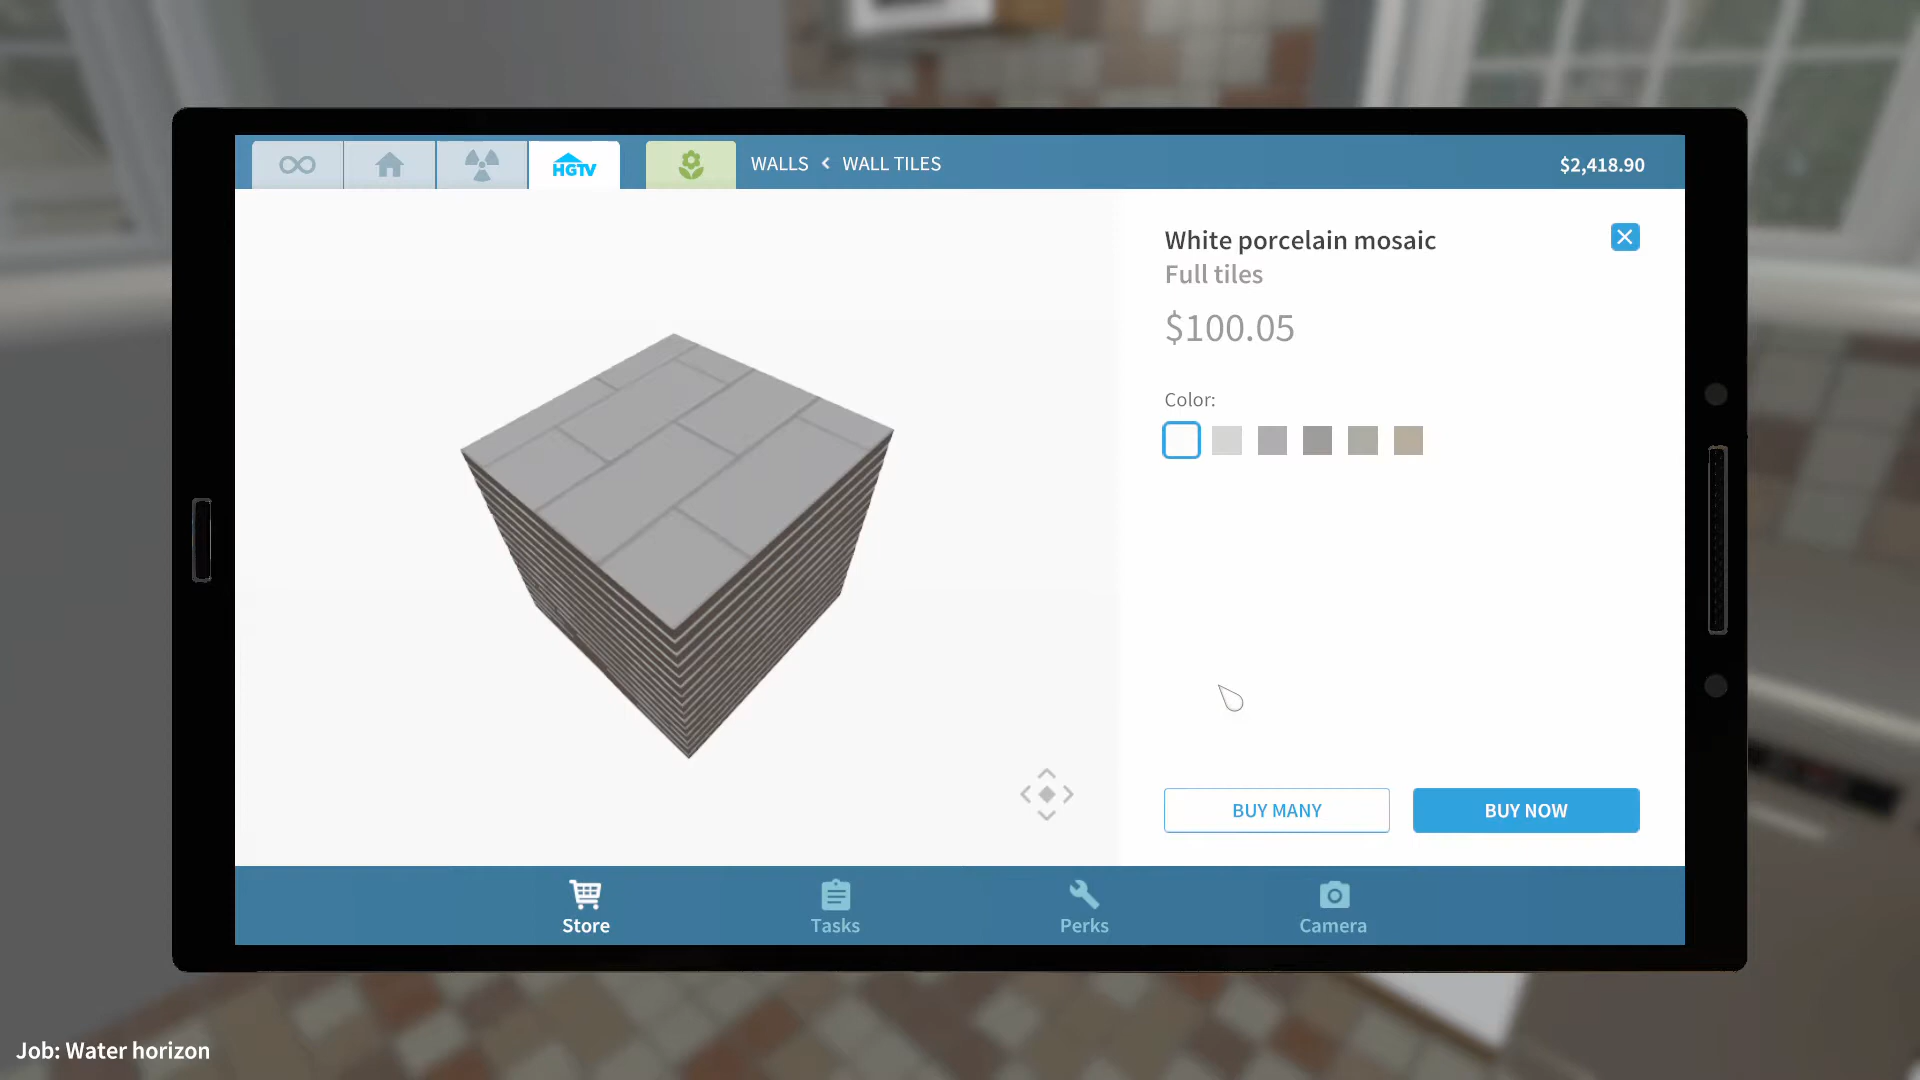 HGTV
WALLS < WALL TILES
$2,418.90
White porcelain mosaic
Full tiles
$100.05
Color:
BUY MANY
BUY NOW
Store
Tasks
Perks
Camera
Job: Water horizon